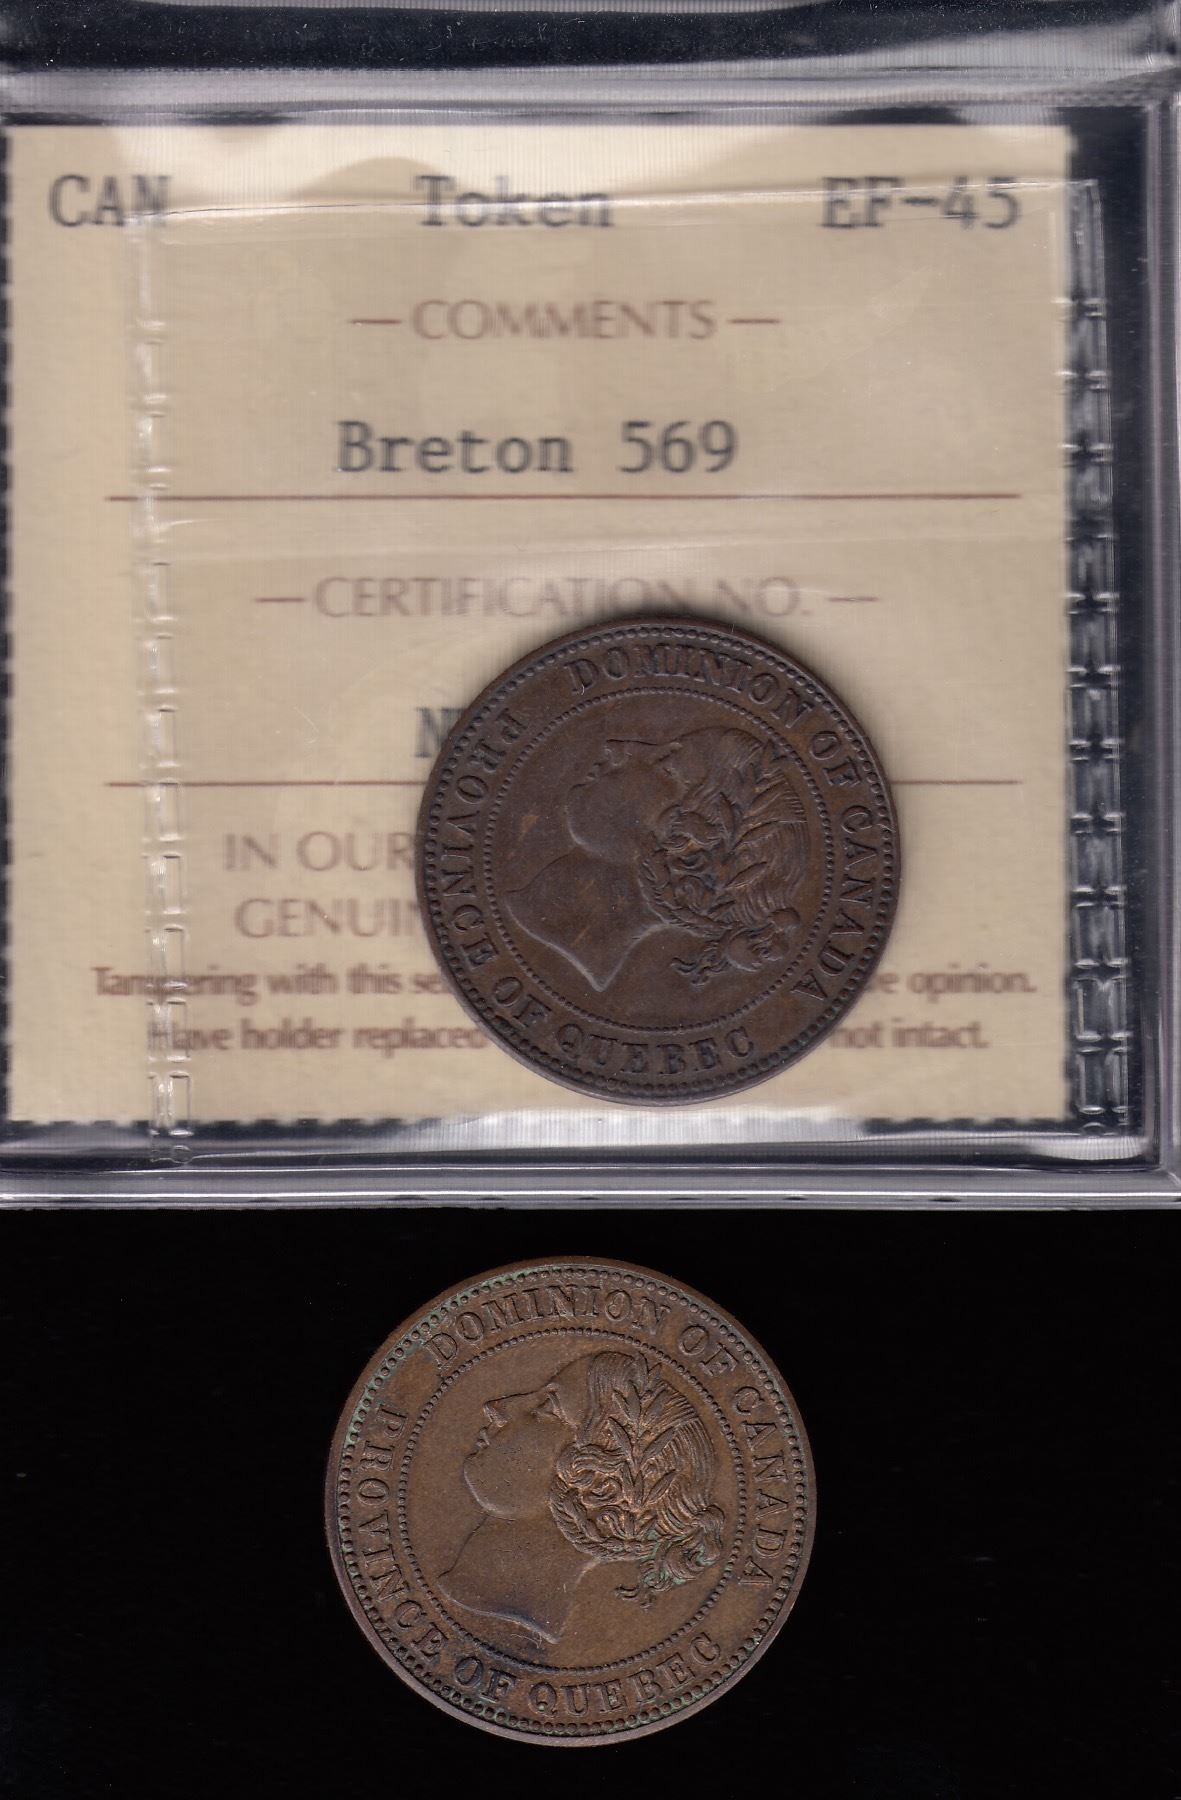 CAN Token EF-45
— COMMENTS —
Breton 569
— CERTIFICATION NO. —
IN OUR
GENUIN
Tampering with this se e opinion.
Have holder replaced not intact.
DOMINION OF CANADA
PROVINCE OF QUEBEC
DOMINION OF CANADA
PROVINCE OF QUEBEC